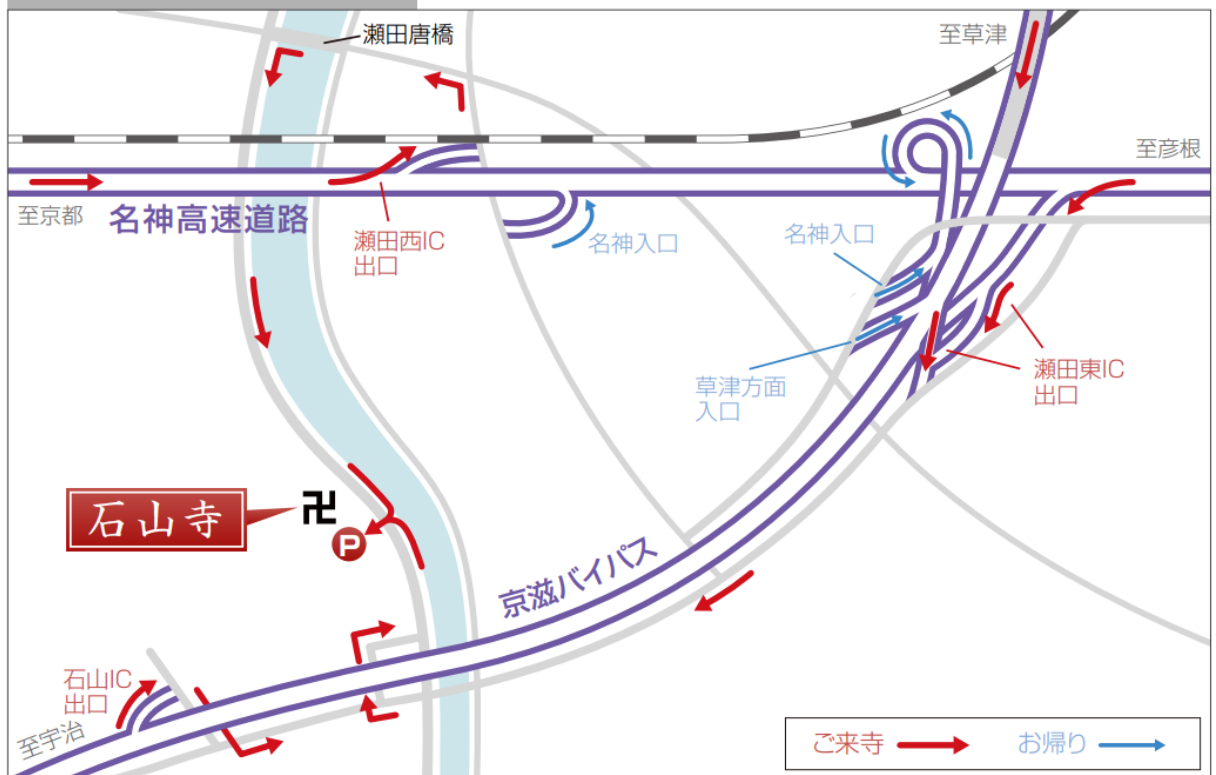 瀬田唐橋
至草津
至彦根
至京都
名神高速道路
瀬田西IC
出口
名神入口
名神入口
草津方面
入口
瀬田東IC
出口
石山寺
卍
P
京滋バイパス
石山IC
出口
至宇治
ご来寺
お帰り